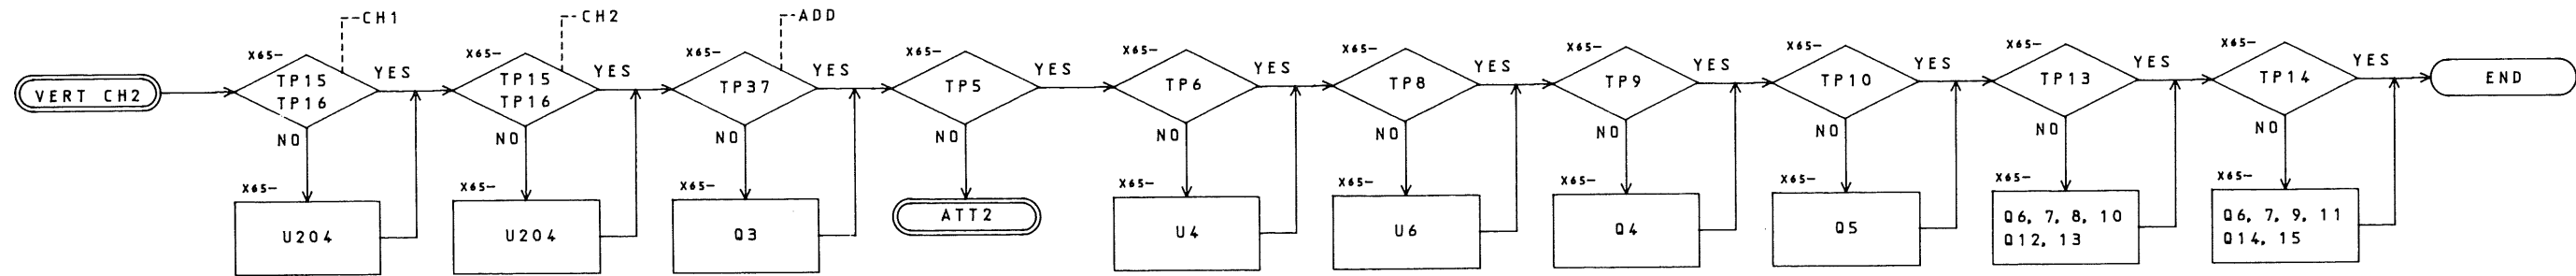 VERT CH2
X65-
CH1
TP15
TP16
YES
NO
X65-
U204
X65-
CH2
TP15
TP16
YES
NO
X65-
U204
X65-
ADD
TP37
YES
NO
X65-
Q3
X65-
TP5
YES
NO
ATT2
X65-
TP6
YES
NO
X65-
U4
X65-
TP8
YES
NO
X65-
U6
X65-
TP9
YES
NO
X65-
Q4
X65-
TP10
YES
NO
X65-
Q5
X65-
TP13
YES
NO
X65-
Q6, 7, 8, 10
Q12, 13
X65-
TP14
YES
NO
X65-
Q6, 7, 9, 11
Q14, 15
END